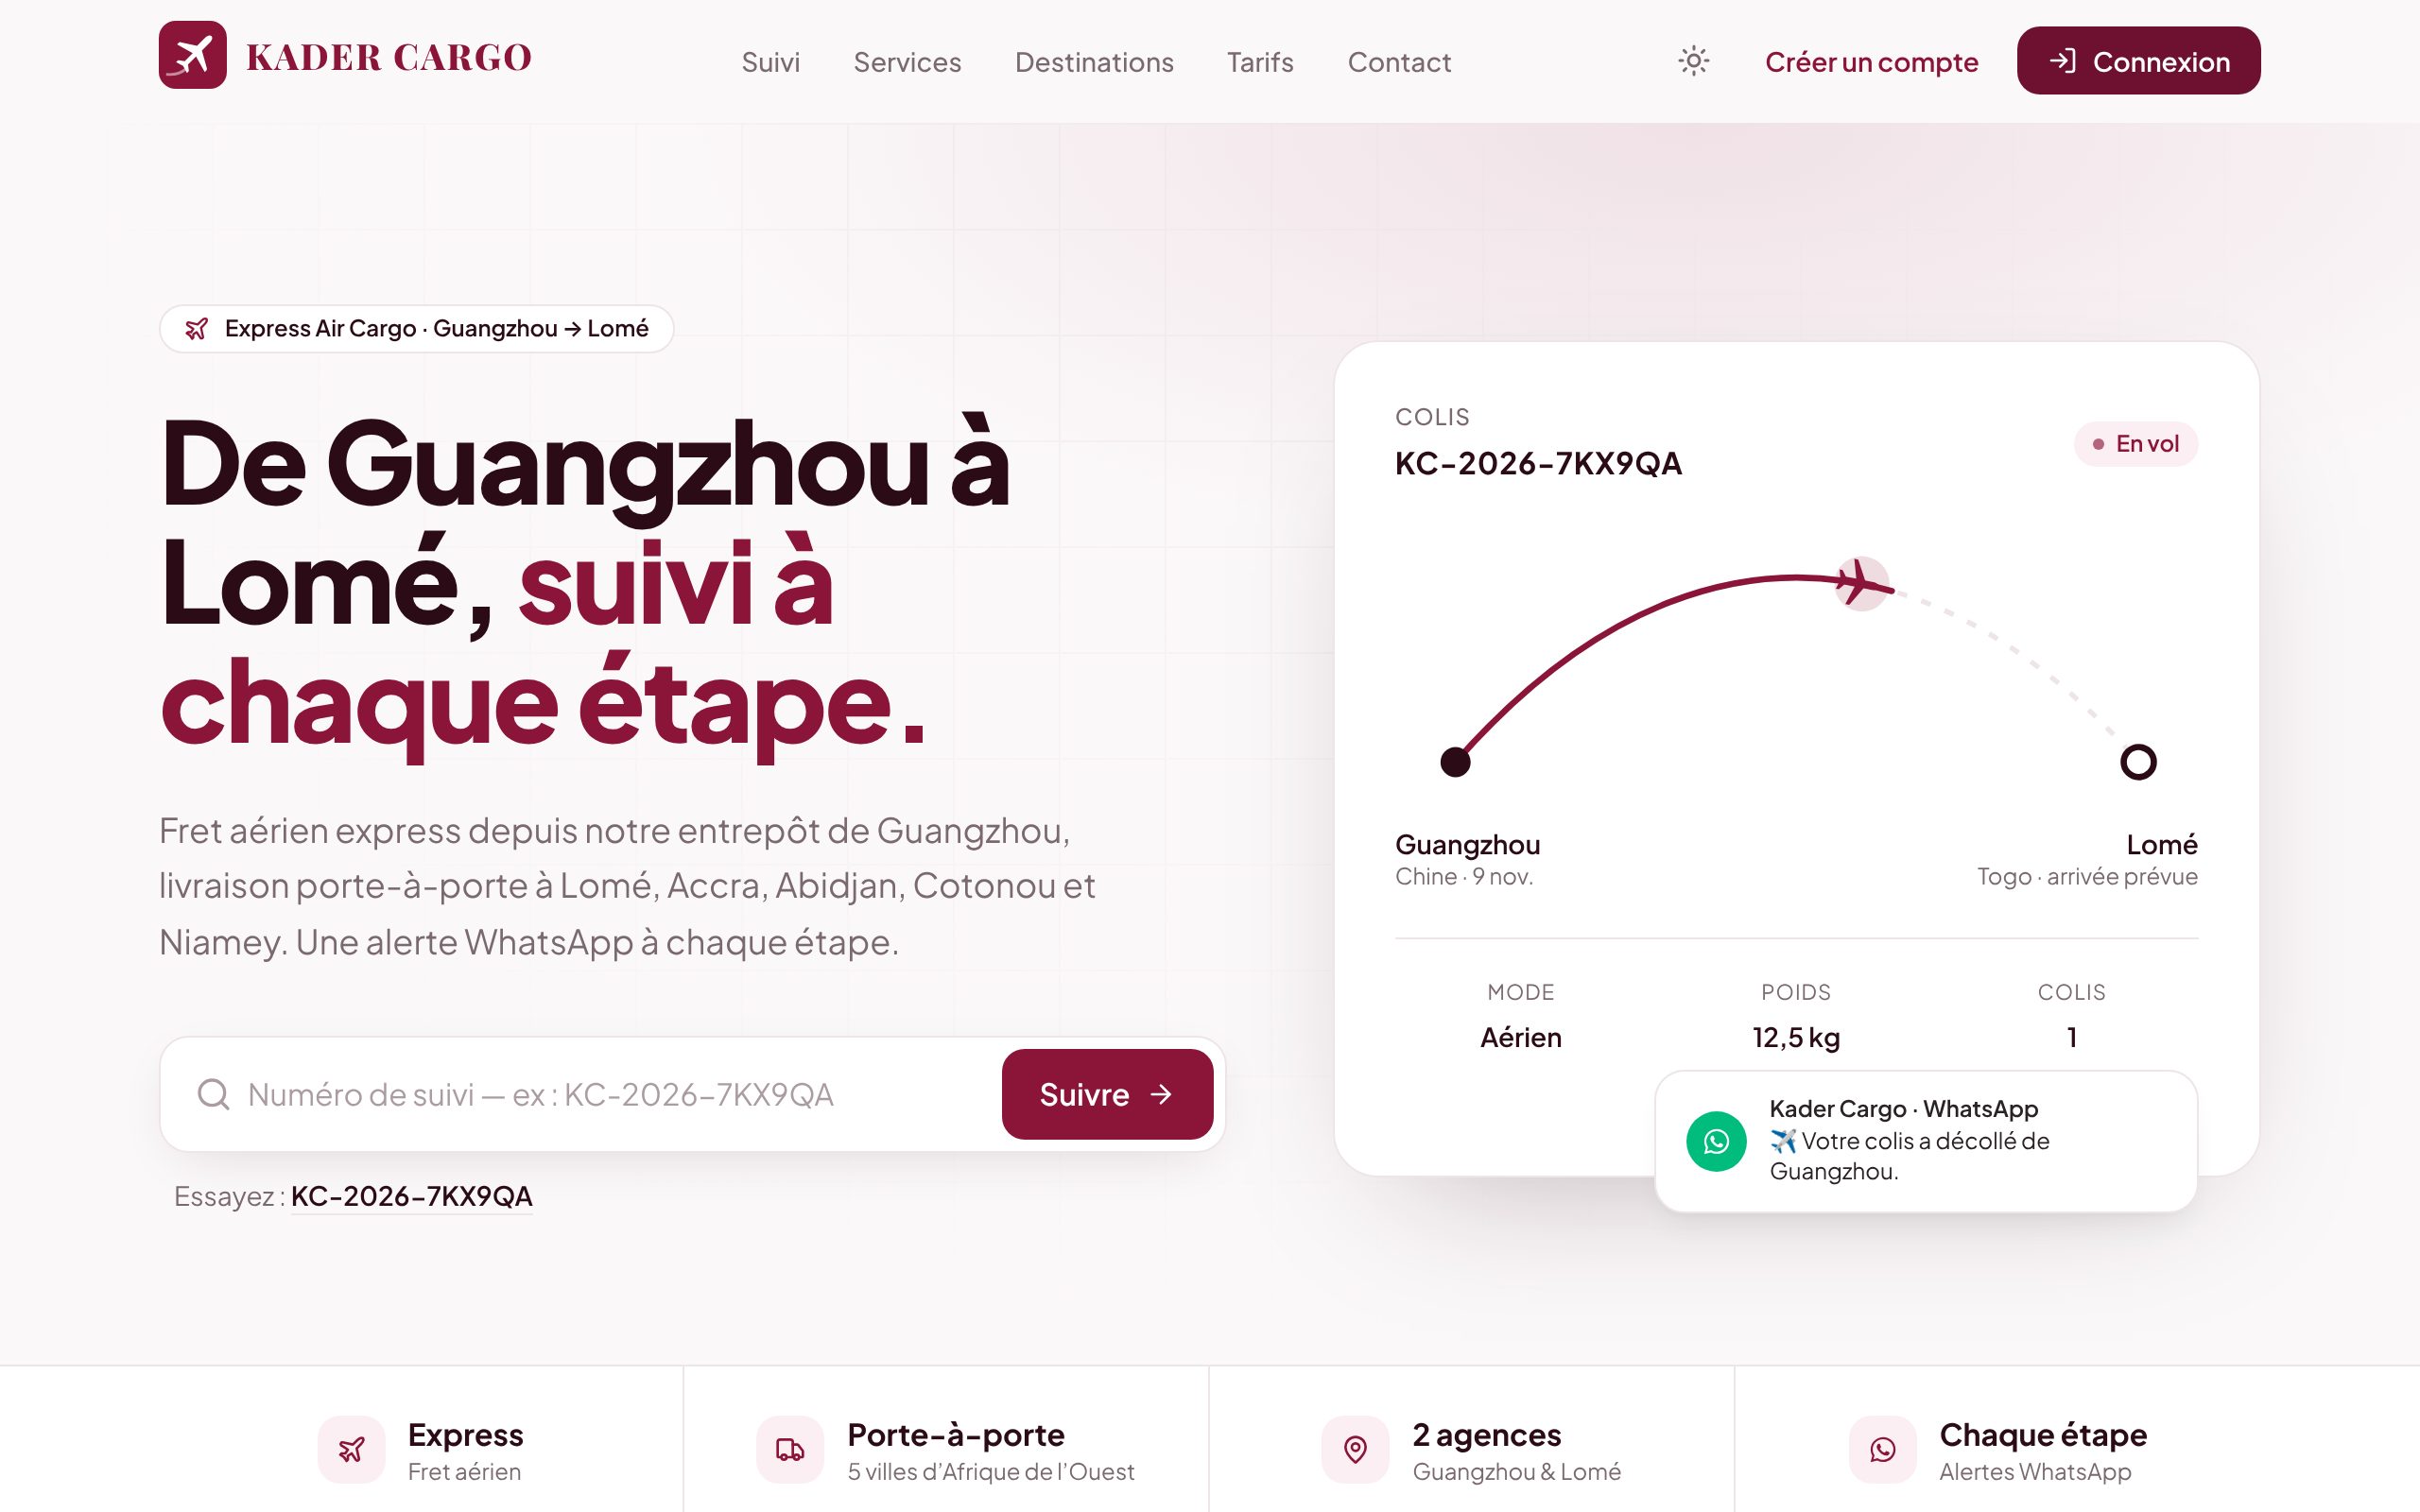 KADER CARGO
Suivi
Services
Destinations
Tarifs
Contact
Créer un compte
Connexion
Express Air Cargo · Guangzhou → Lomé
De Guangzhou à
Lomé, suivi à
chaque étape.
Fret aérien express depuis notre entrepôt de Guangzhou,
livraison porte-à-porte à Lomé, Accra, Abidjan, Cotonou et
Niamey. Une alerte WhatsApp à chaque étape.
Numéro de suivi — ex : KC-2026-7KX9QA
Suivre →
Essayez : KC-2026-7KX9QA
COLIS
KC-2026-7KX9QA
En vol
Guangzhou
Chine · 9 nov.
Lomé
Togo · arrivée prévue
MODE
Aérien
POIDS
12,5 kg
COLIS
1
Kader Cargo · WhatsApp
✈️ Votre colis a décollé de
Guangzhou.
Express
Fret aérien
Porte-à-porte
5 villes d’Afrique de l’Ouest
2 agences
Guangzhou & Lomé
Chaque étape
Alertes WhatsApp